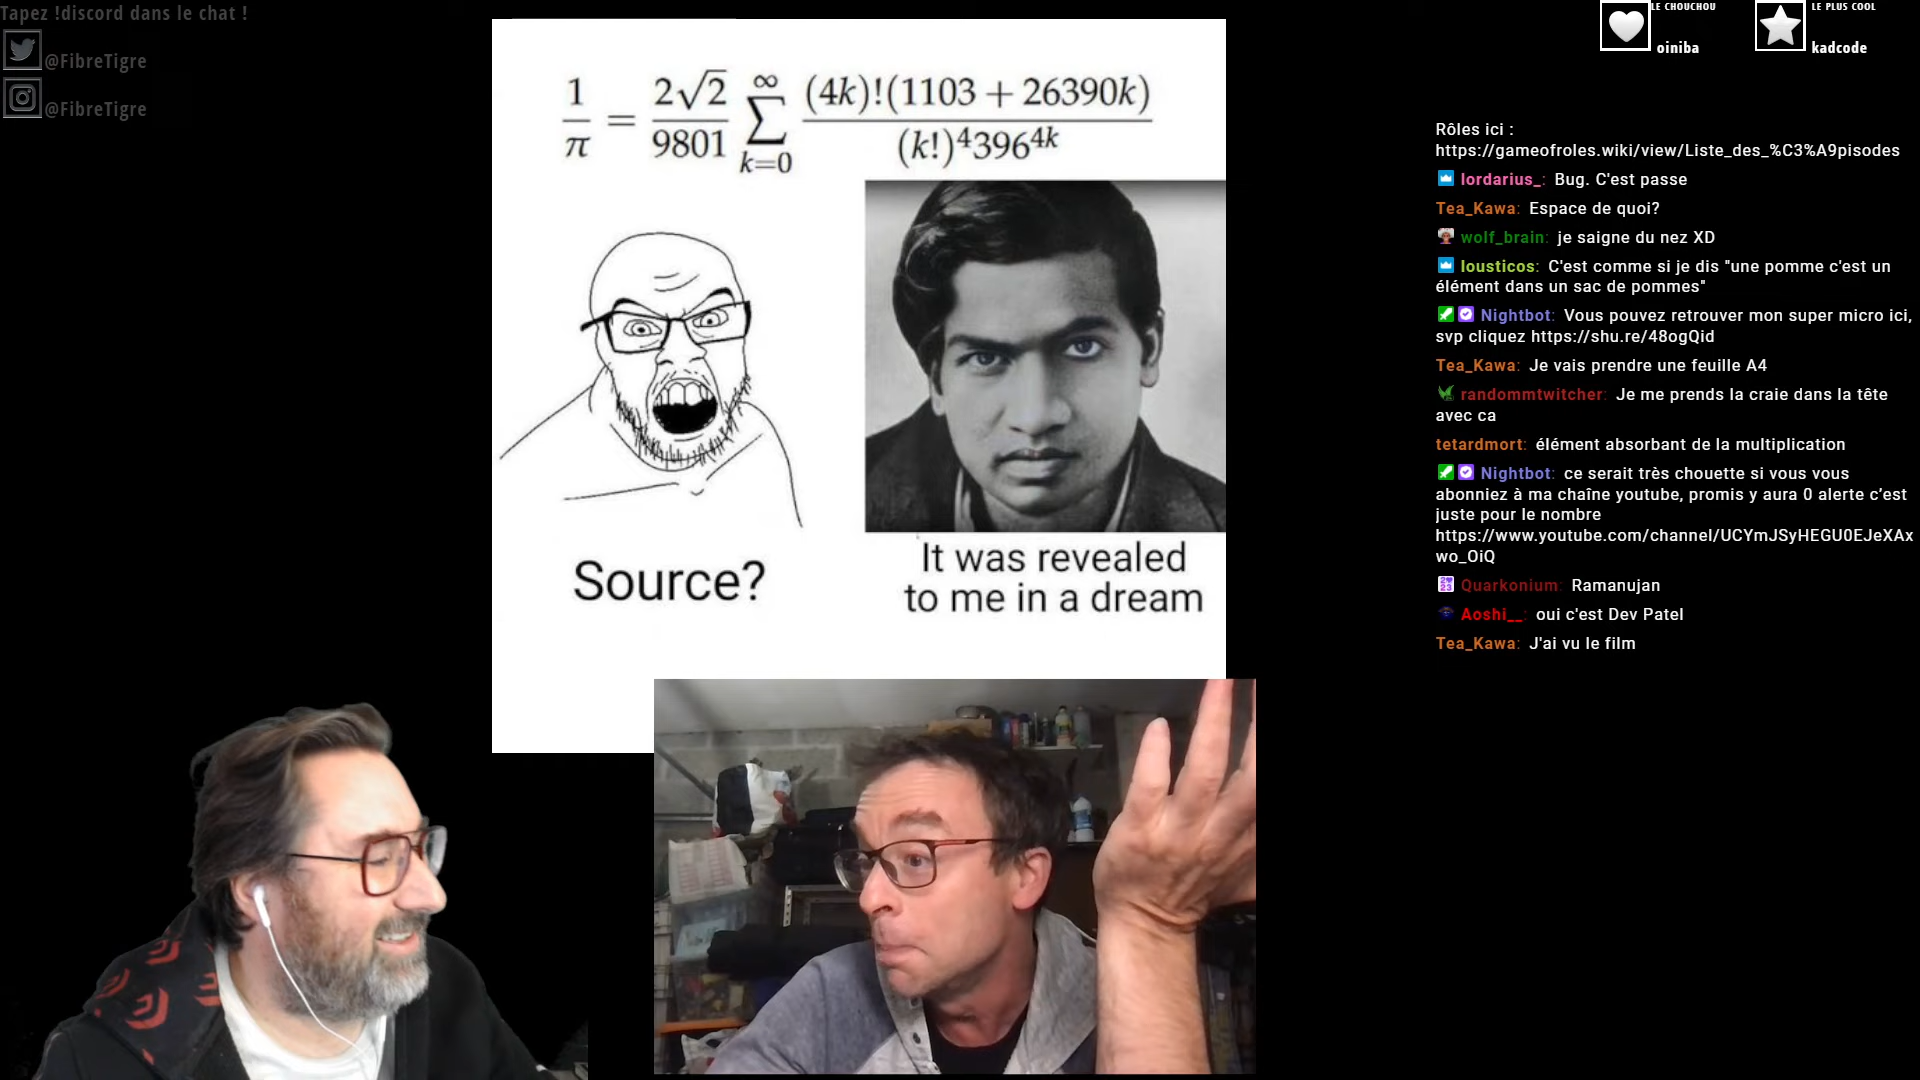 Tapez !discord dans le chat !
@FibreTigre
@FibreTigre
1/π = 2√2/9801 ∑ k=0 ∞ (4k)!(1103 + 26390k)/(k!)⁴396⁴ᵏ
Source?
It was revealed
to me in a dream
LE CHOUCHOU
oiniba
LE PLUS COOL
kadcode
Rôles ici :
https://gameofroles.wiki/view/Liste_des_%C3%A9pisodes
lordarius_: Bug. C'est passe
Tea_Kawa: Espace de quoi?
wolf_brain: je saigne du nez XD
lousticos: C'est comme si je dis "une pomme c'est un
élément dans un sac de pommes"
Nightbot: Vous pouvez retrouver mon super micro ici,
svp cliquez https://shu.re/48ogQid
Tea_Kawa: Je vais prendre une feuille A4
randommtwitcher: Je me prends la craie dans la tête
avec ca
tetardmort: élément absorbant de la multiplication
Nightbot: ce serait très chouette si vous vous
abonniez à ma chaîne youtube, promis y aura 0 alerte c’est
juste pour le nombre
https://www.youtube.com/channel/UCYmJSyHEGU0EJeXAx
wo_OiQ
Quarkonium: Ramanujan
Aoshi__: oui c'est Dev Patel
Tea_Kawa: J'ai vu le film